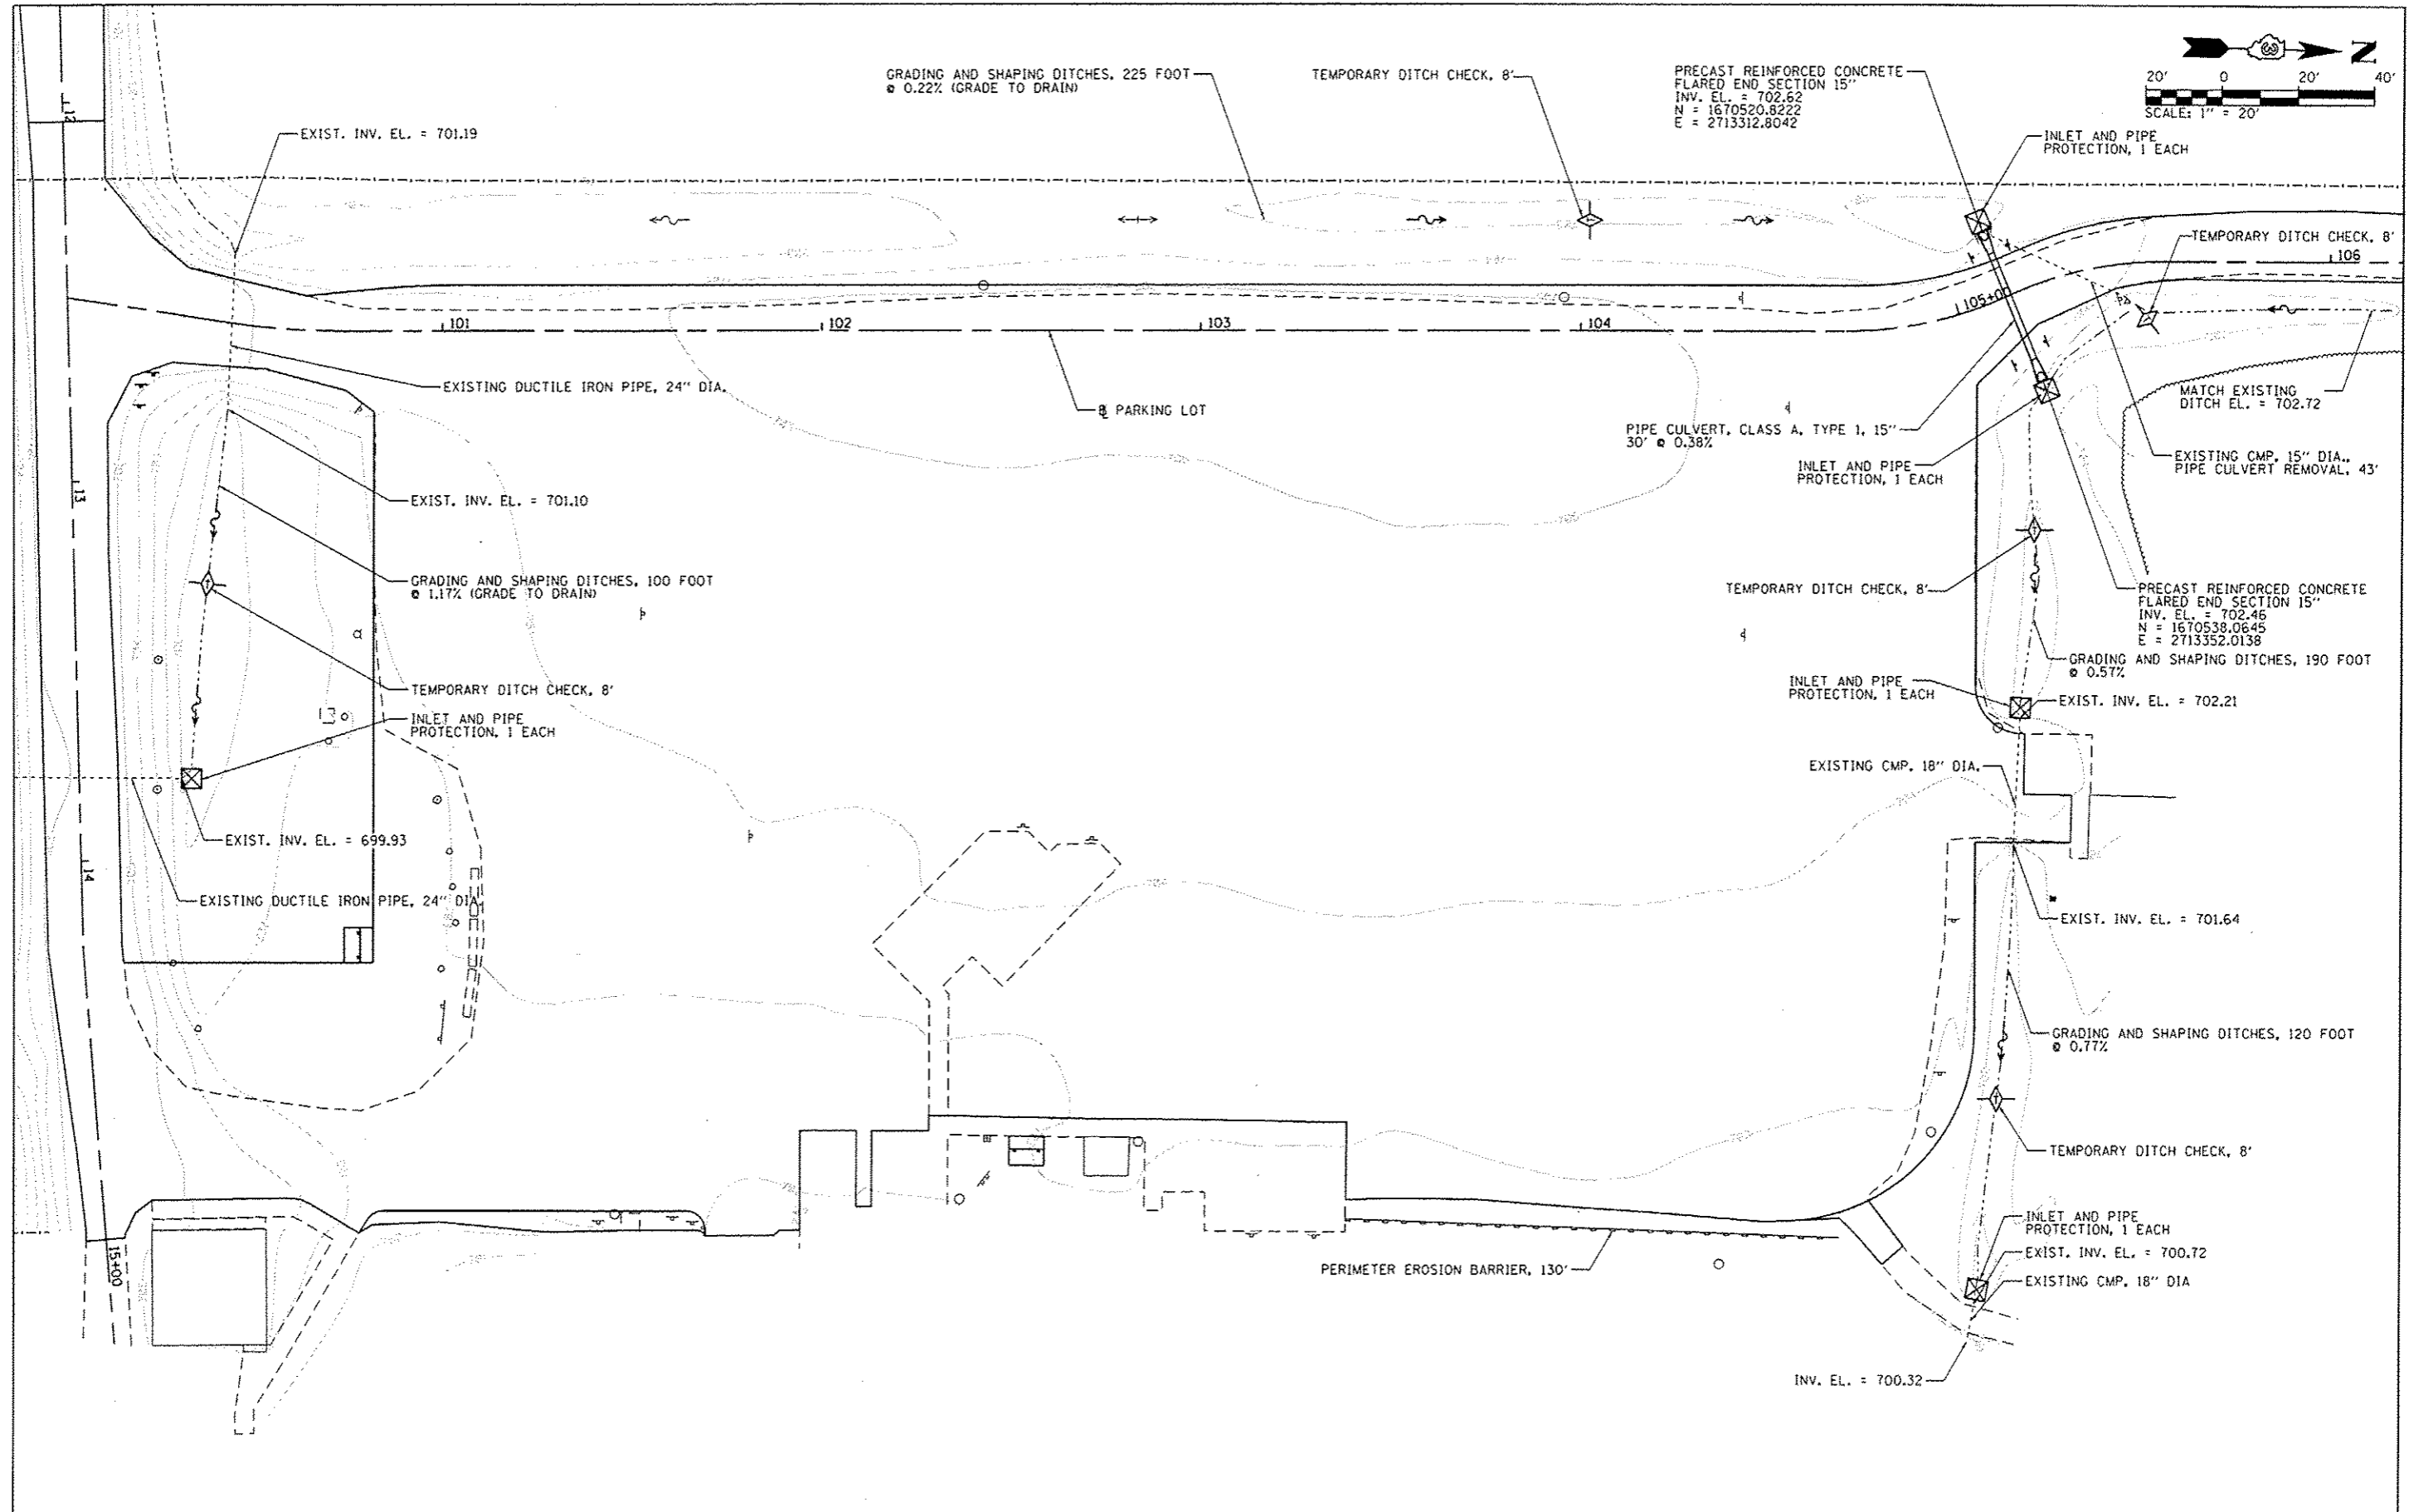 GRADING AND SHAPING DITCHES, 225 FOOT
@ 0.22% (GRADE TO DRAIN)
TEMPORARY DITCH CHECK, 8'
PRECAST REINFORCED CONCRETE
FLARED END SECTION 15"
INV. EL. = 702.62
N = 1670520.8222
E = 2713312.8042
N
20' 0 20' 40'
SCALE: 1" = 20'
INLET AND PIPE
PROTECTION, 1 EACH
12
EXIST. INV. EL. = 701.19
TEMPORARY DITCH CHECK, 8'
106
105+00
101
102
103
104
EXISTING DUCTILE IRON PIPE, 24" DIA.
℄ PARKING LOT
MATCH EXISTING
DITCH EL. = 702.72
PIPE CULVERT, CLASS A, TYPE 1, 15"
30' @ 0.38%
EXISTING CMP, 15" DIA.,
PIPE CULVERT REMOVAL, 43'
INLET AND PIPE
PROTECTION, 1 EACH
13
EXIST. INV. EL. = 701.10
GRADING AND SHAPING DITCHES, 100 FOOT
@ 1.17% (GRADE TO DRAIN)
TEMPORARY DITCH CHECK, 8'
PRECAST REINFORCED CONCRETE
FLARED END SECTION 15"
INV. EL. = 702.46
N = 1670538.0645
E = 2713352.0138
GRADING AND SHAPING DITCHES, 190 FOOT
@ 0.57%
TEMPORARY DITCH CHECK, 8'
INLET AND PIPE
PROTECTION, 1 EACH
INLET AND PIPE
PROTECTION, 1 EACH
EXIST. INV. EL. = 702.21
EXISTING CMP, 18" DIA.
EXIST. INV. EL. = 699.93
14
EXISTING DUCTILE IRON PIPE, 24" DIA.
EXIST. INV. EL. = 701.64
GRADING AND SHAPING DITCHES, 120 FOOT
@ 0.77%
TEMPORARY DITCH CHECK, 8'
INLET AND PIPE
PROTECTION, 1 EACH
15+00
EXIST. INV. EL. = 700.72
PERIMETER EROSION BARRIER, 130'
EXISTING CMP, 18" DIA
INV. EL. = 700.32